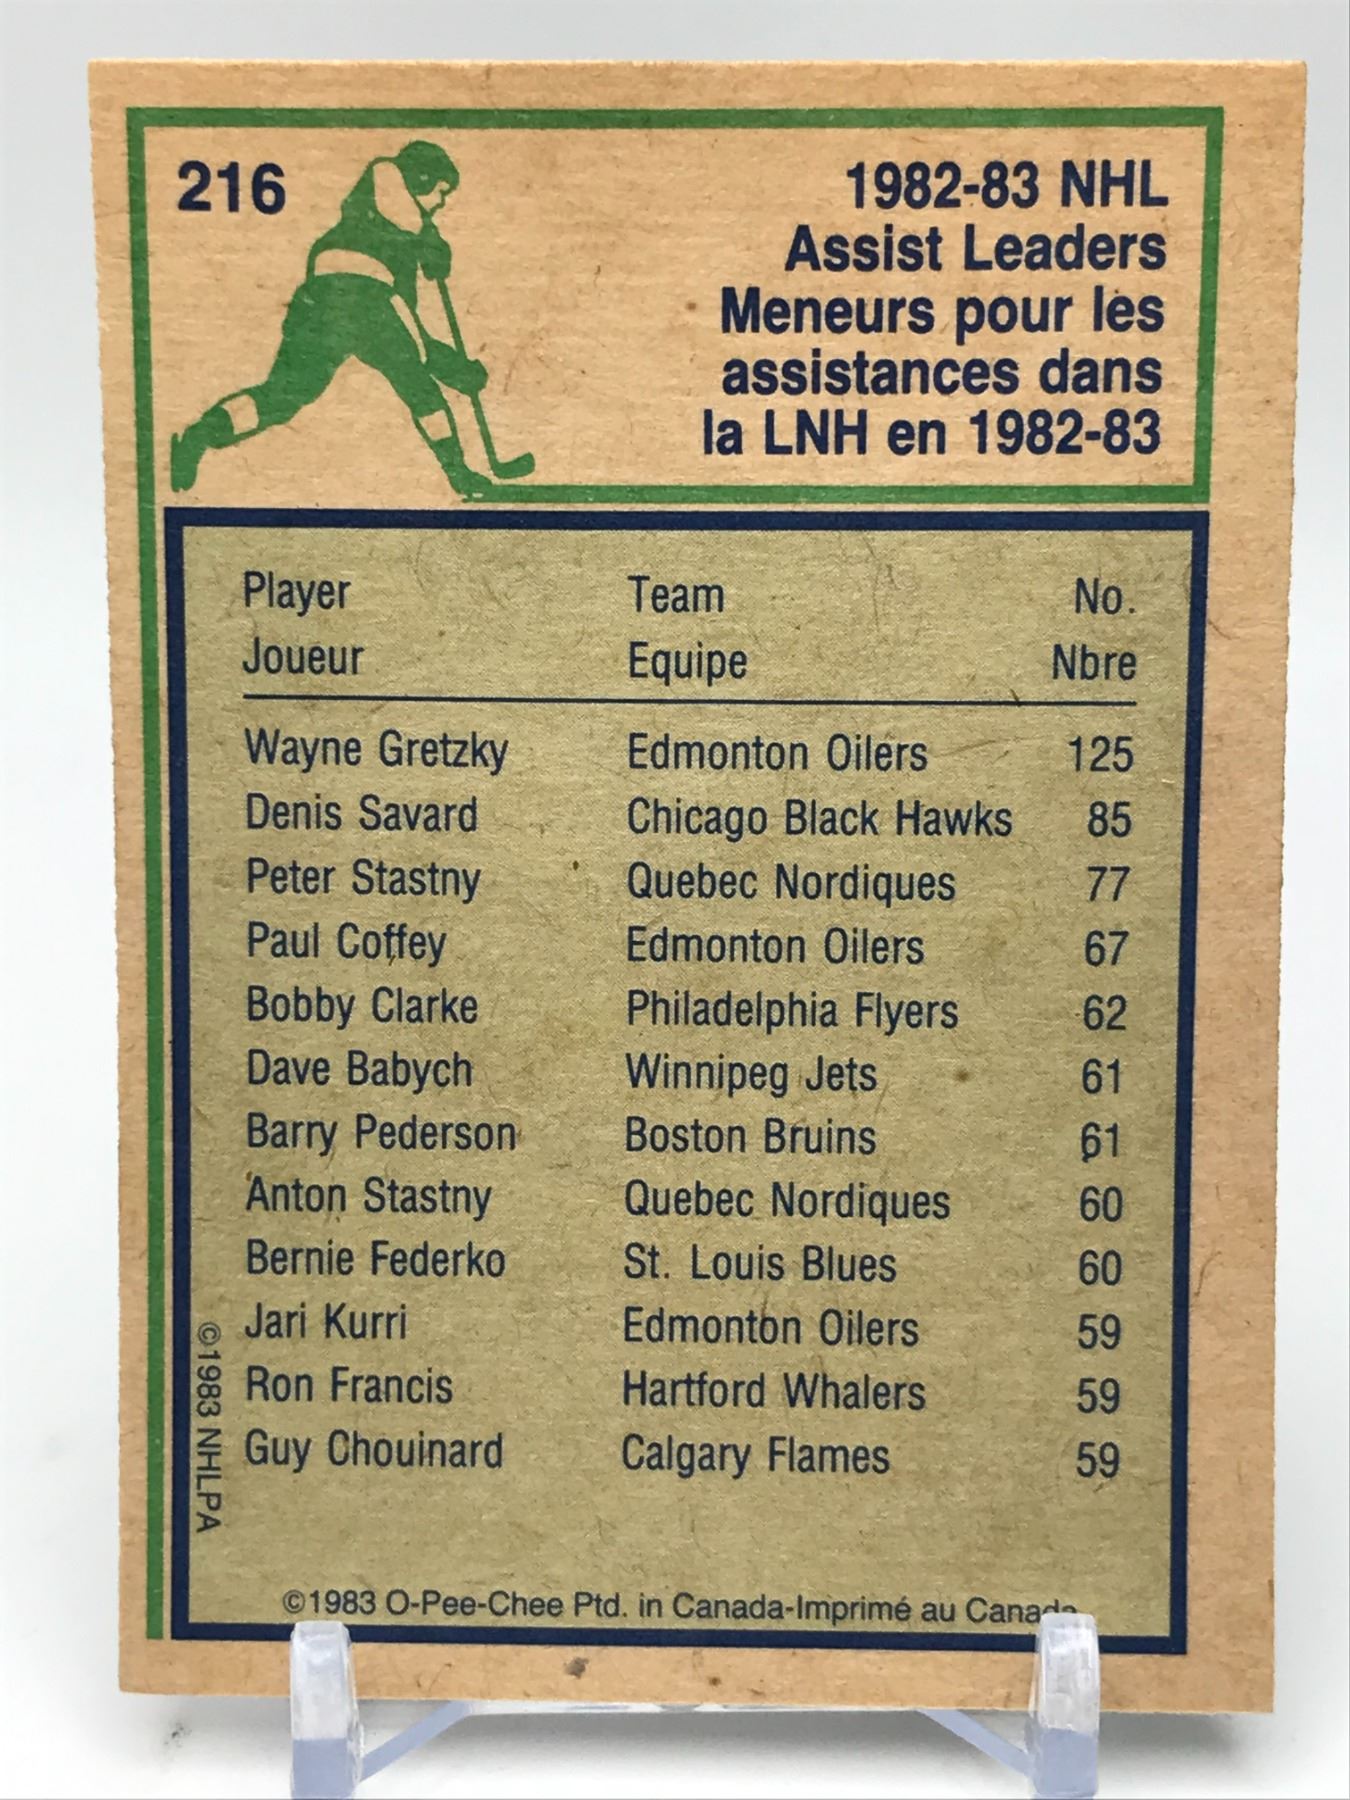 216
1982-83 NHL
Assist Leaders
Meneurs pour les
assistances dans
la LNH en 1982-83
Player Team No.
Joueur Equipe Nbre
Wayne Gretzky Edmonton Oilers 125
Denis Savard Chicago Black Hawks 85
Peter Stastny Quebec Nordiques 77
Paul Coffey Edmonton Oilers 67
Bobby Clarke Philadelphia Flyers 62
Dave Babych Winnipeg Jets 61
Barry Pederson Boston Bruins 61
Anton Stastny Quebec Nordiques 60
Bernie Federko St. Louis Blues 60
Jari Kurri Edmonton Oilers 59
Ron Francis Hartford Whalers 59
Guy Chouinard Calgary Flames 59
©1983 NHLPA
©1983 O-Pee-Chee Ptd. in Canada-Imprimé au Canada